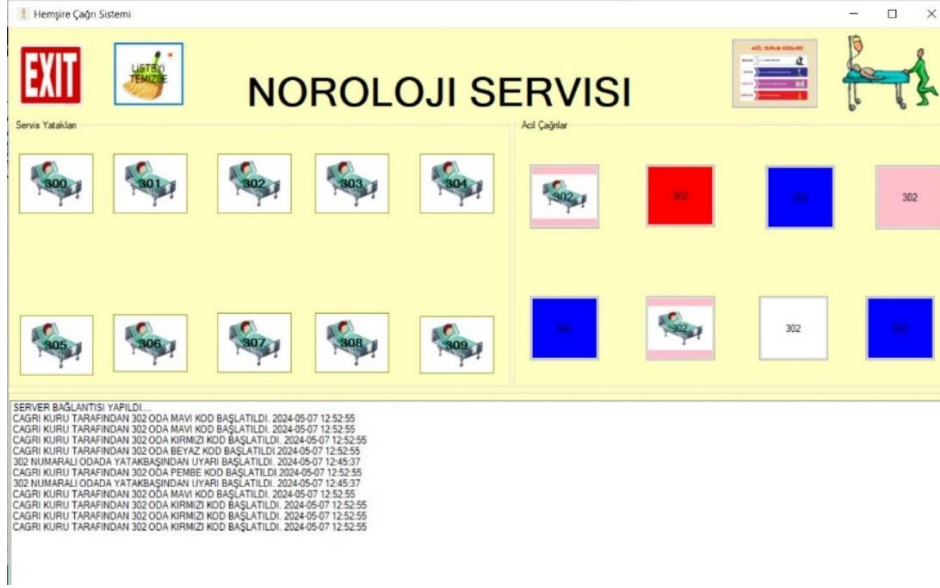 Hemşire Çağrı Sistemi
EXIT
LİSTEYİ
TEMİZLE
NOROLOJI SERVISI
ACİL DURUM KODLARI
Servis Yatakları
Acil Çağrılar
300 301 302 303 304
302 302 302 302
305 306 307 308 309
302 302 302 302
SERVER BAĞLANTISI YAPILDI....
CAGRI KURU TARAFINDAN 302 ODA MAVI KOD BAŞLATILDI. 2024-05-07 12:52:55
CAGRI KURU TARAFINDAN 302 ODA MAVI KOD BAŞLATILDI. 2024-05-07 12:52:55
CAGRI KURU TARAFINDAN 302 ODA KIRMIZI KOD BAŞLATILDI. 2024-05-07 12:52:55
CAGRI KURU TARAFINDAN 302 ODA BEYAZ KOD BAŞLATILDI.2024-05-07 12:52:55
302 NUMARALI ODADA YATAKBAŞINDAN UYARI BAŞLATILDI. 2024-05-07 12:45:37
CAGRI KURU TARAFINDAN 302 ODA PEMBE KOD BAŞLATILDI.2024-05-07 12:52:55
302 NUMARALI ODADA YATAKBAŞINDAN UYARI BAŞLATILDI. 2024-05-07 12:45:37
CAGRI KURU TARAFINDAN 302 ODA MAVI KOD BAŞLATILDI. 2024-05-07 12:52:55
CAGRI KURU TARAFINDAN 302 ODA KIRMIZI KOD BAŞLATILDI. 2024-05-07 12:52:55
CAGRI KURU TARAFINDAN 302 ODA KIRMIZI KOD BAŞLATILDI. 2024-05-07 12:52:55
CAGRI KURU TARAFINDAN 302 ODA KIRMIZI KOD BAŞLATILDI. 2024-05-07 12:52:55